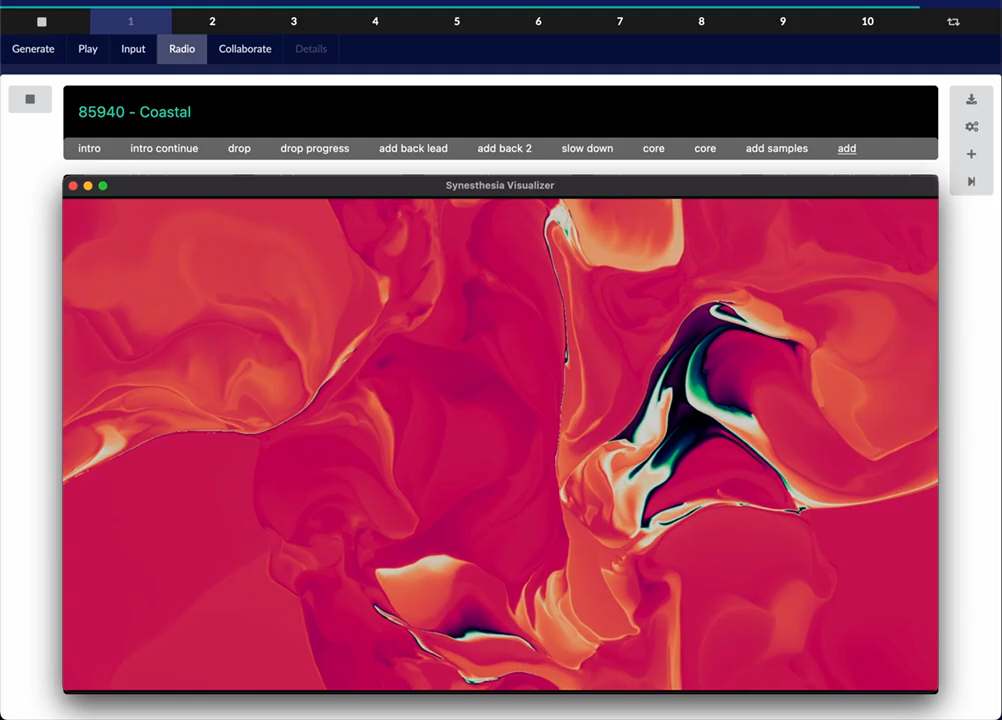 1 2 3 4 5 6 7 8 9 10
Generate Play Input Radio Collaborate Details
85940 - Coastal
intro intro continue drop drop progress add back lead add back 2 slow down core core add samples add
Synesthesia Visualizer